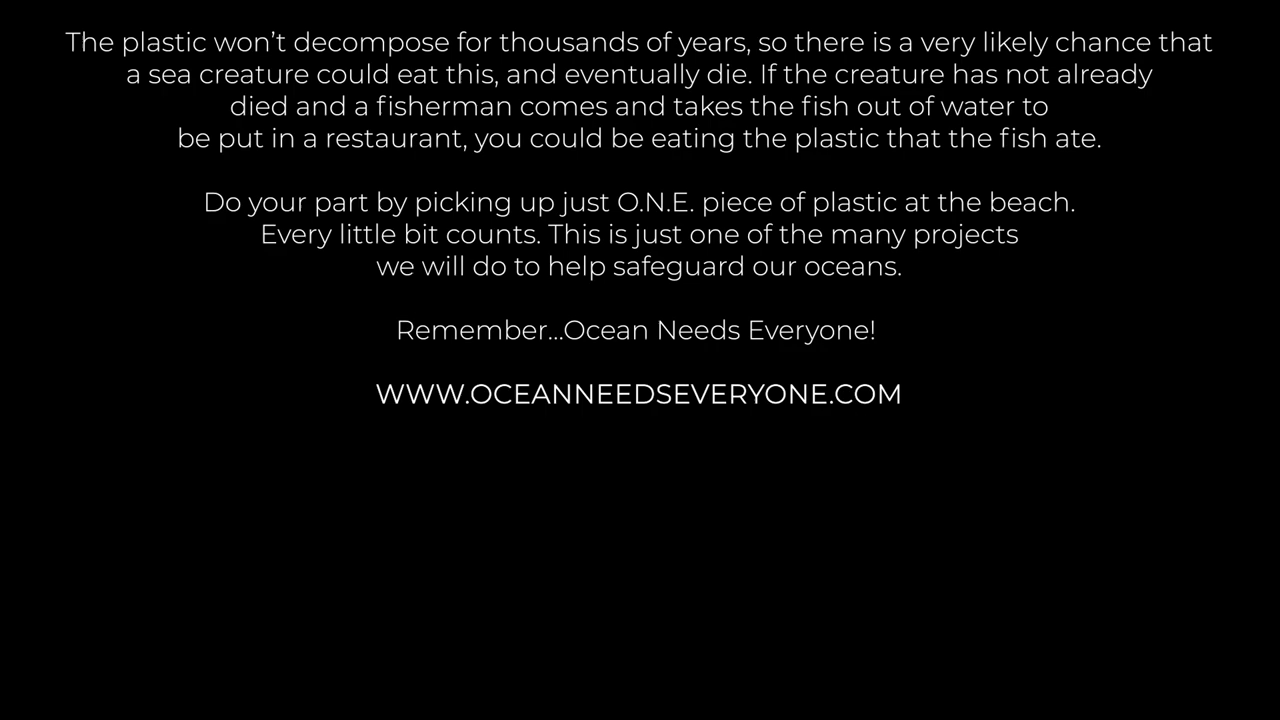 The plastic won’t decompose for thousands of years, so there is a very likely chance that
a sea creature could eat this, and eventually die. If the creature has not already
died and a fisherman comes and takes the fish out of water to
be put in a restaurant, you could be eating the plastic that the fish ate.
Do your part by picking up just O.N.E. piece of plastic at the beach.
Every little bit counts. This is just one of the many projects
we will do to help safeguard our oceans.
Remember...Ocean Needs Everyone!
WWW.OCEANNEEDSEVERYONE.COM